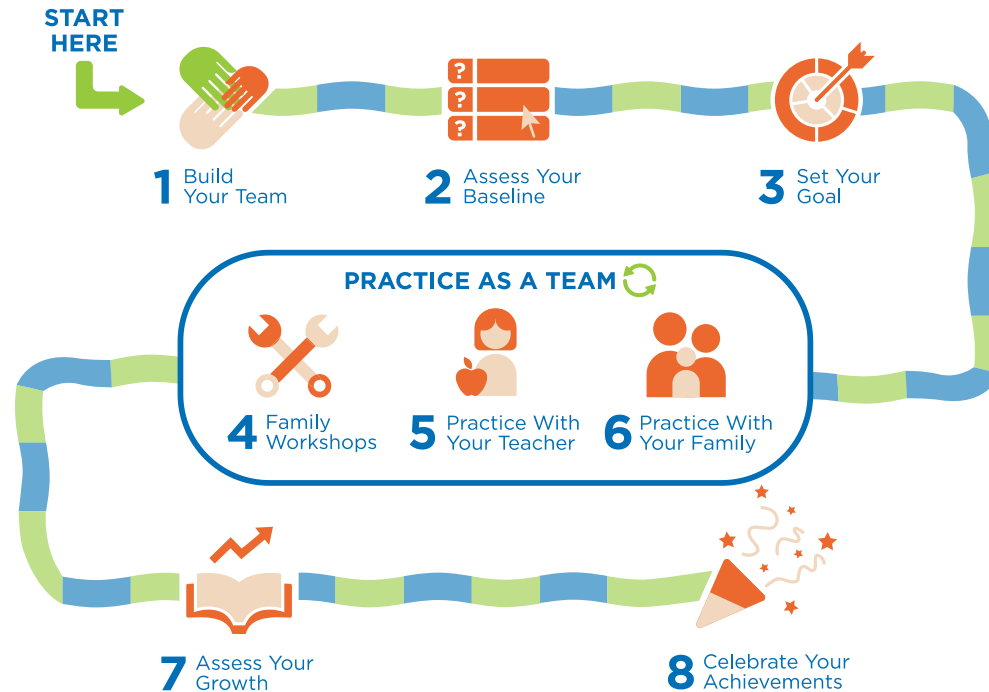 START
HERE
?
?
?
1 Build
Your Team
2 Assess Your
Baseline
3 Set Your
Goal
PRACTICE AS A TEAM
4 Family
Workshops
5 Practice With
Your Teacher
6 Practice With
Your Family
7 Assess Your
Growth
8 Celebrate Your
Achievements